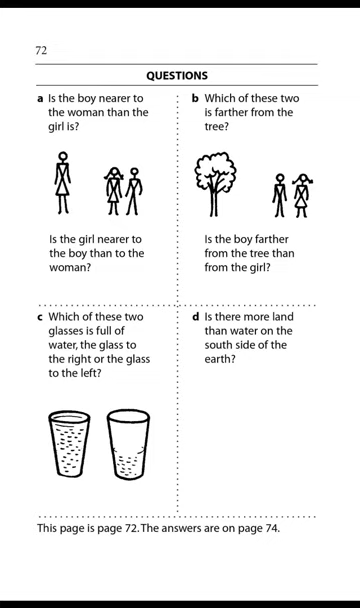 72
QUESTIONS
a Is the boy nearer to
the woman than the
girl is?
Is the girl nearer to
the boy than to the
woman?
b Which of these two
is farther from the
tree?
Is the boy farther
from the tree than
from the girl?
c Which of these two
glasses is full of
water, the glass to
the right or the glass
to the left?
d Is there more land
than water on the
south side of the
earth?
This page is page 72. The answers are on page 74.